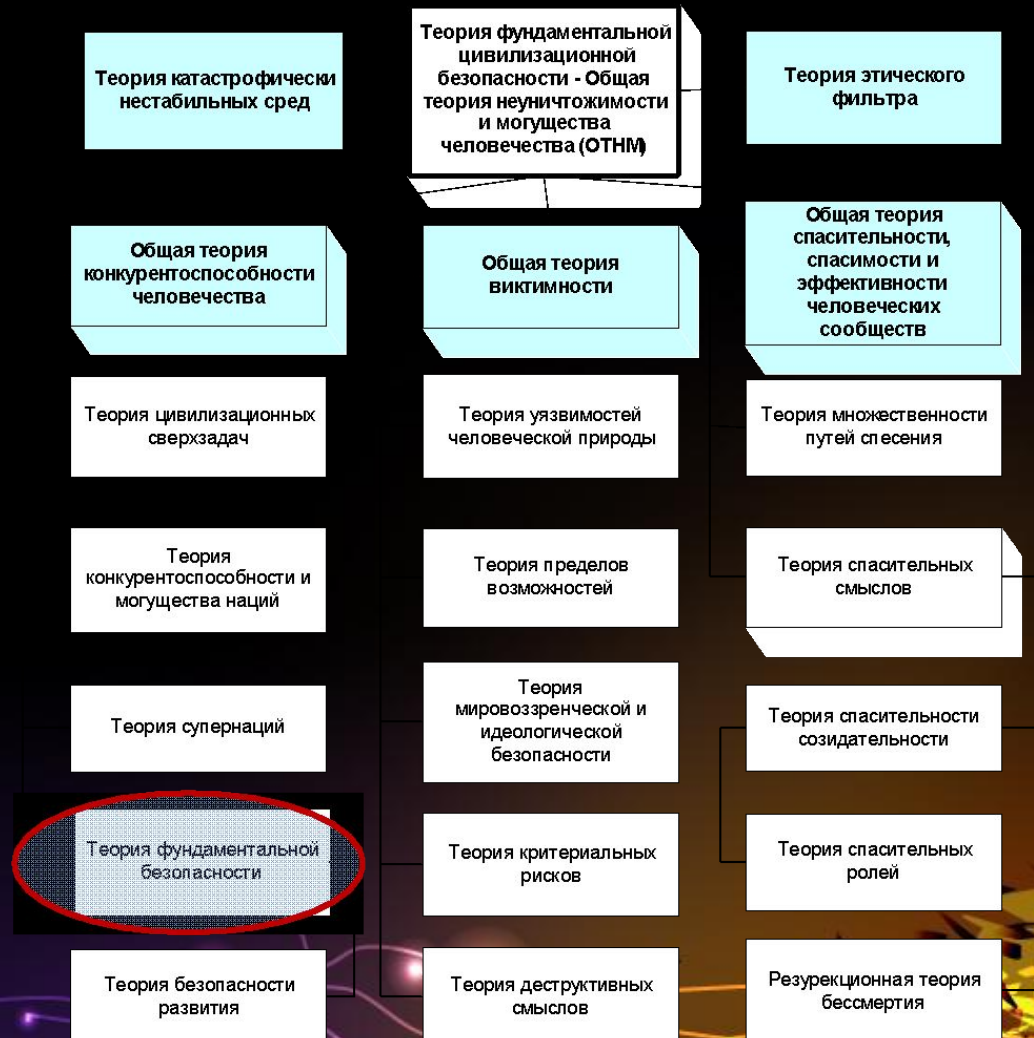 Теория катастрофически
нестабильных сред
Теория фундаментальной
цивилизационной
безопасности - Общая
теория неуничтожимости
и могущества
человечества (ОТНМ)
Теория этического
фильтра
Общая теория
конкурентоспособности
человечества
Общая теория
виктимности
Общая теория
спасительности,
спасимости и
эффективности
человеческих
сообществ
Теория цивилизационных
сверхзадач
Теория уязвимостей
человеческой природы
Теория множественности
путей спесения
Теория
конкурентоспособности и
могущества наций
Теория пределов
возможностей
Теория спасительных
смыслов
Теория супернаций
Теория
мировоззренческой и
идеологической
безопасности
Теория спасительности
созидательности
Теория фундаментальной
безопасности
Теория критериальных
рисков
Теория спасительных
ролей
Теория безопасности
развития
Теория деструктивных
смыслов
Резурекционная теория
бессмертия